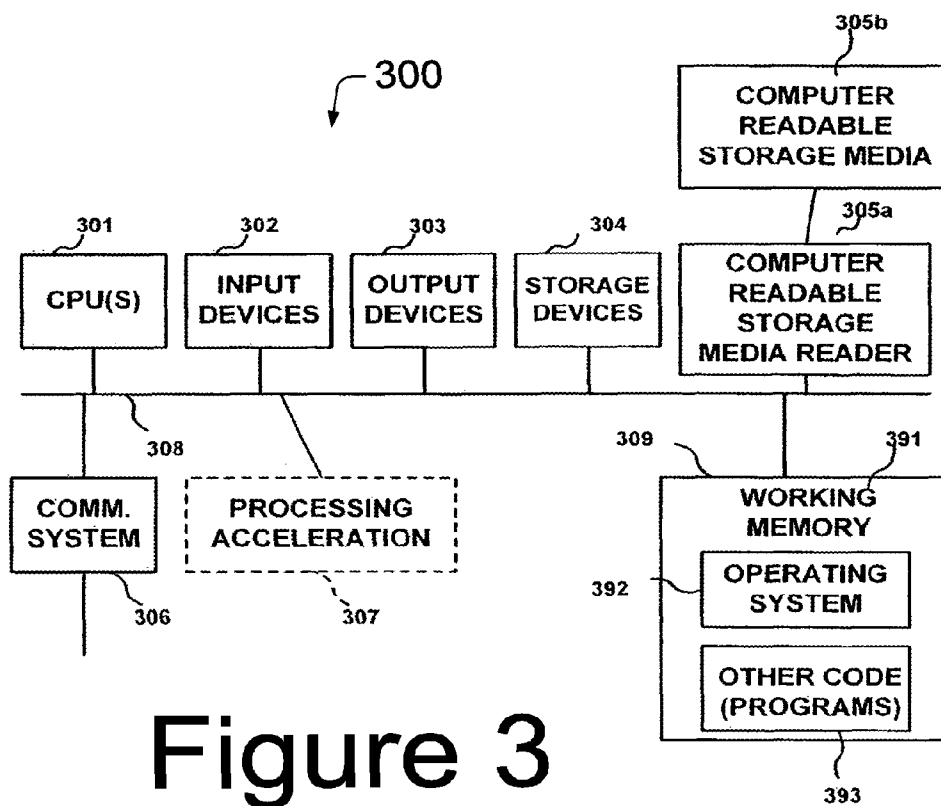 305b
300
COMPUTER
READABLE
STORAGE MEDIA
301
302
303
304
305a
CPU(S)
INPUT
DEVICES
OUTPUT
DEVICES
STORAGE
DEVICES
COMPUTER
READABLE
STORAGE
MEDIA READER
308
309
391
COMM.
SYSTEM
PROCESSING
ACCELERATION
WORKING
MEMORY
306
307
392
OPERATING
SYSTEM
OTHER CODE
(PROGRAMS)
393
Figure 3